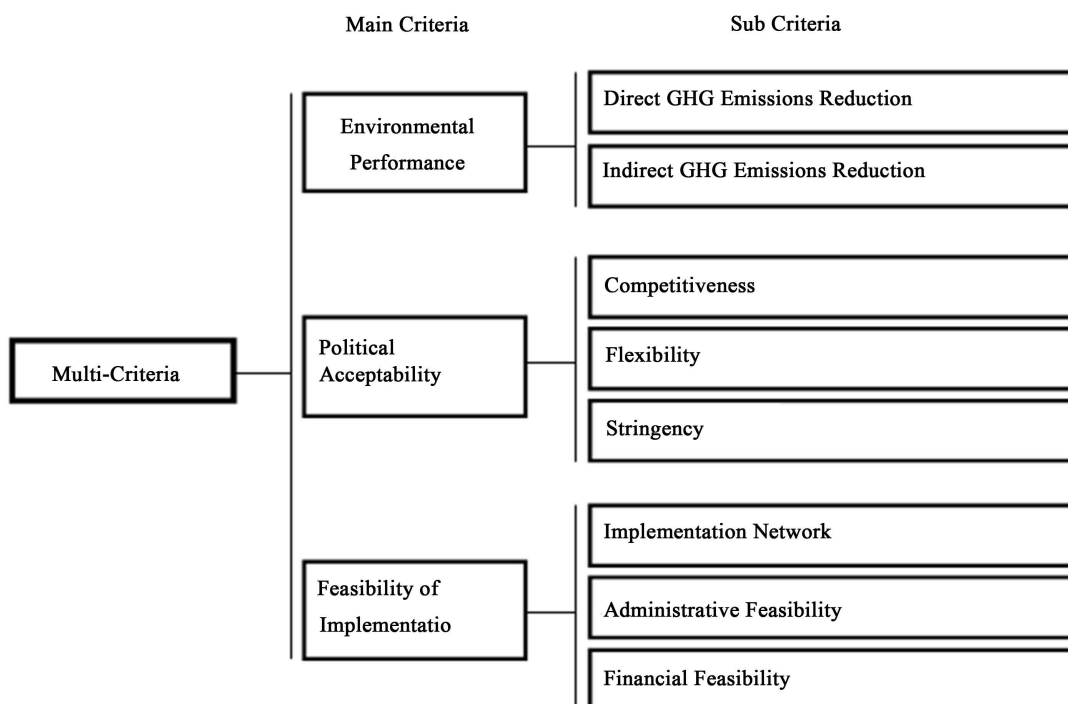 Main Criteria
Sub Criteria
Direct GHG Emissions Reduction
Environmental
Performance
Indirect GHG Emissions Reduction
Competitiveness
Political
Acceptability
Flexibility
Multi-Criteria
Stringency
Implementation Network
Feasibility of
Implementatio
Administrative Feasibility
Financial Feasibility